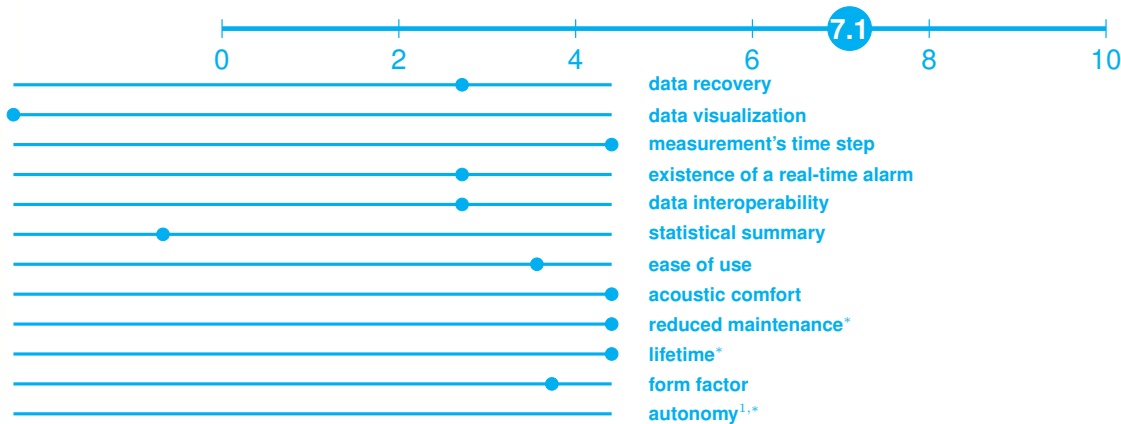 7.1
0 2 4 6 8 10
data recovery
data visualization
measurement's time step
existence of a real-time alarm
data interoperability
statistical summary
ease of use
acoustic comfort
reduced maintenance*
lifetime*
form factor
autonomy1,*